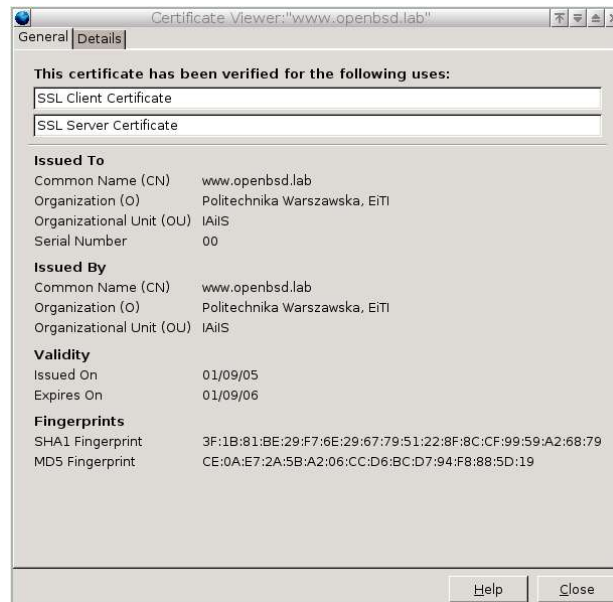 Certificate Viewer:"www.openbsd.lab"
General Details
This certificate has been verified for the following uses:
SSL Client Certificate
SSL Server Certificate
Issued To
Common Name (CN) www.openbsd.lab
Organization (O) Politechnika Warszawska, EiTI
Organizational Unit (OU) IAiIS
Serial Number 00
Issued By
Common Name (CN) www.openbsd.lab
Organization (O) Politechnika Warszawska, EiTI
Organizational Unit (OU) IAiIS
Validity
Issued On 01/09/05
Expires On 01/09/06
Fingerprints
SHA1 Fingerprint 3F:1B:81:BE:29:F7:6E:29:67:79:51:22:8F:8C:CF:99:59:A2:68:79
MD5 Fingerprint CE:0A:E7:2A:5B:A2:06:CC:D6:BC:D7:94:F8:88:5D:19
Help Close